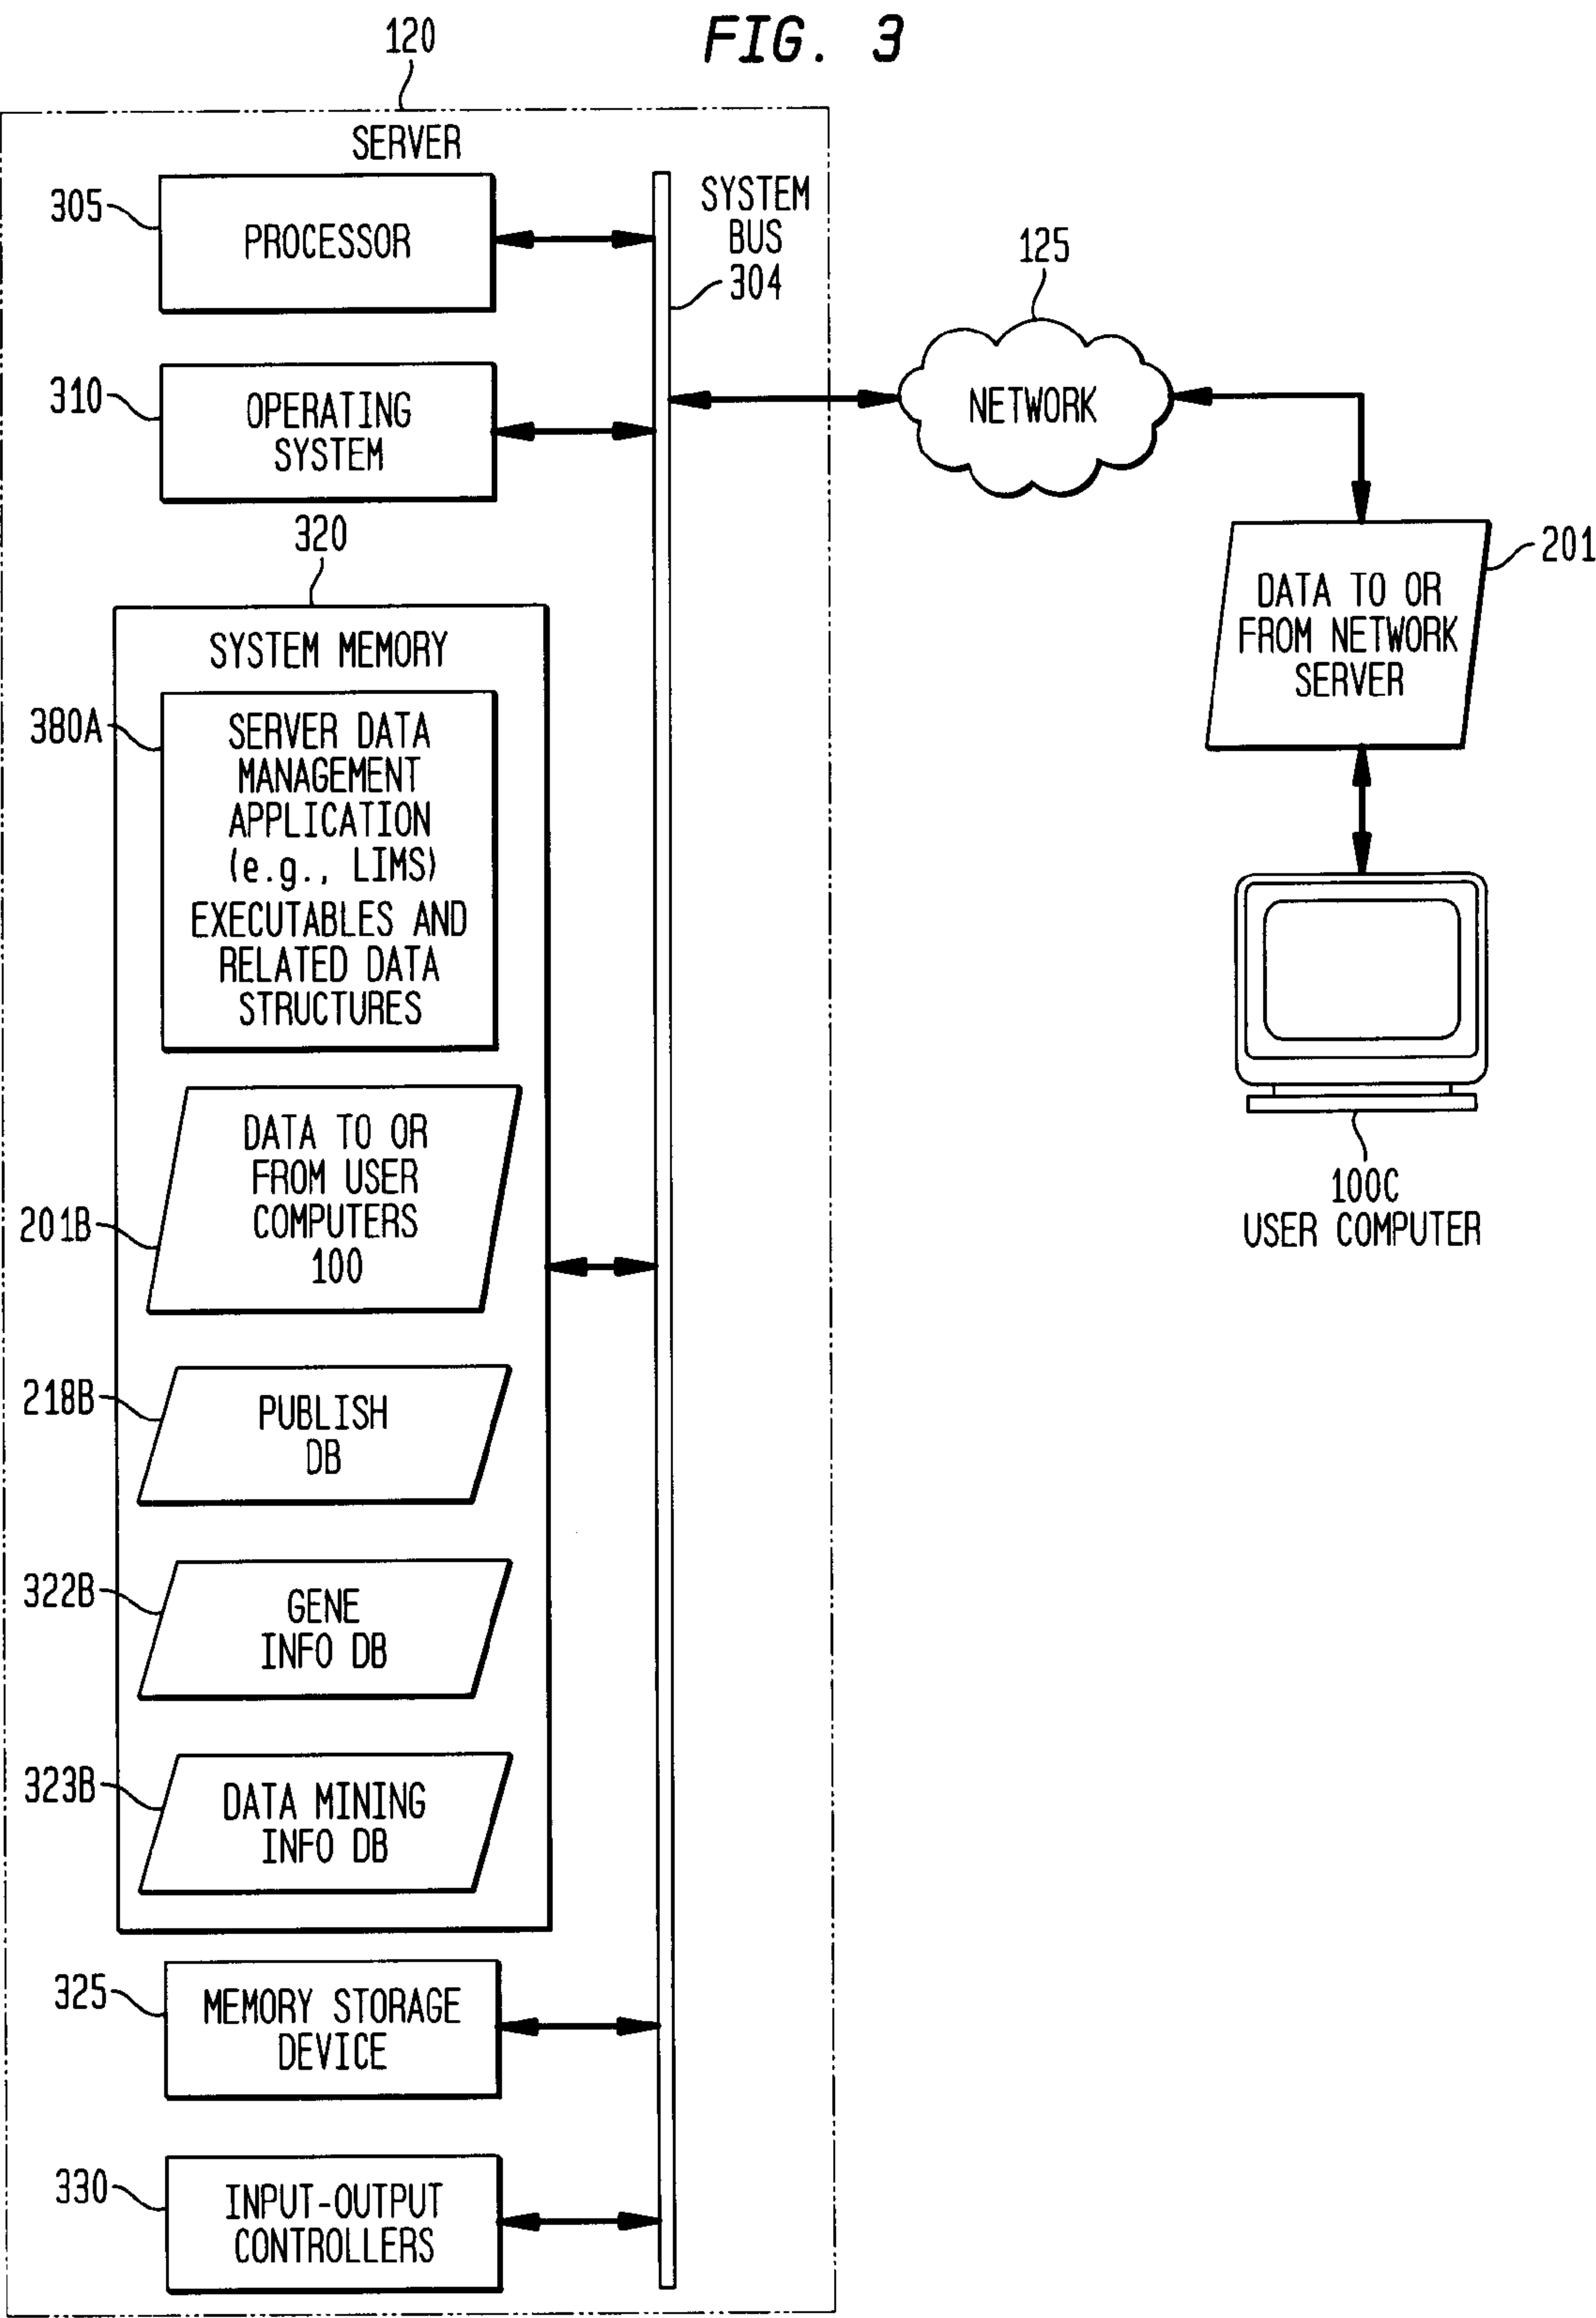 FIG. 3
120
SERVER
305
PROCESSOR
SYSTEM
BUS
304
310
OPERATING
SYSTEM
125
NETWORK
201
DATA TO OR
FROM NETWORK
SERVER
100C
USER COMPUTER
320
SYSTEM MEMORY
380A
SERVER DATA
MANAGEMENT
APPLICATION
(e.g., LIMS)
EXECUTABLES AND
RELATED DATA
STRUCTURES
201B
DATA TO OR
FROM USER
COMPUTERS
100
218B
PUBLISH
DB
322B
GENE
INFO DB
323B
DATA MINING
INFO DB
325
MEMORY STORAGE
DEVICE
330
INPUT-OUTPUT
CONTROLLERS